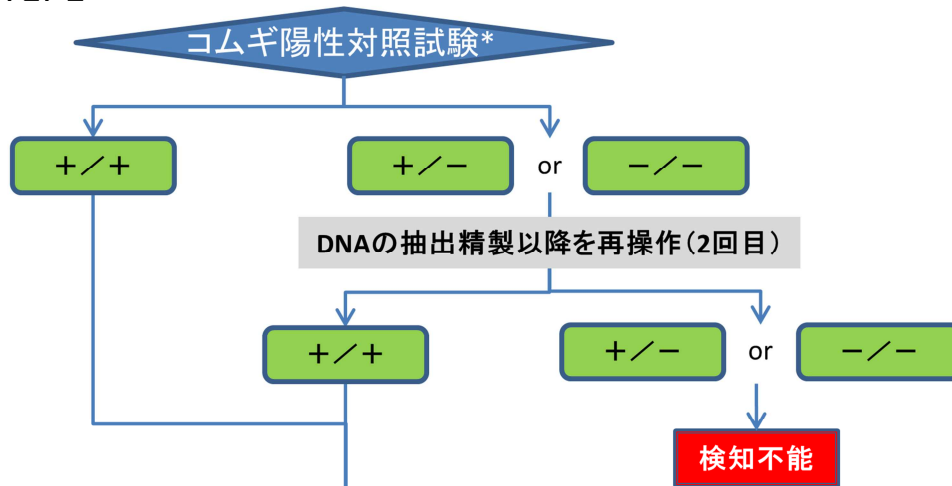 コムギ陽性対照試験*
＋／＋
＋／－ or －／－
DNAの抽出精製以降を再操作（2回目）
＋／＋
＋／－ or －／－
検知不能